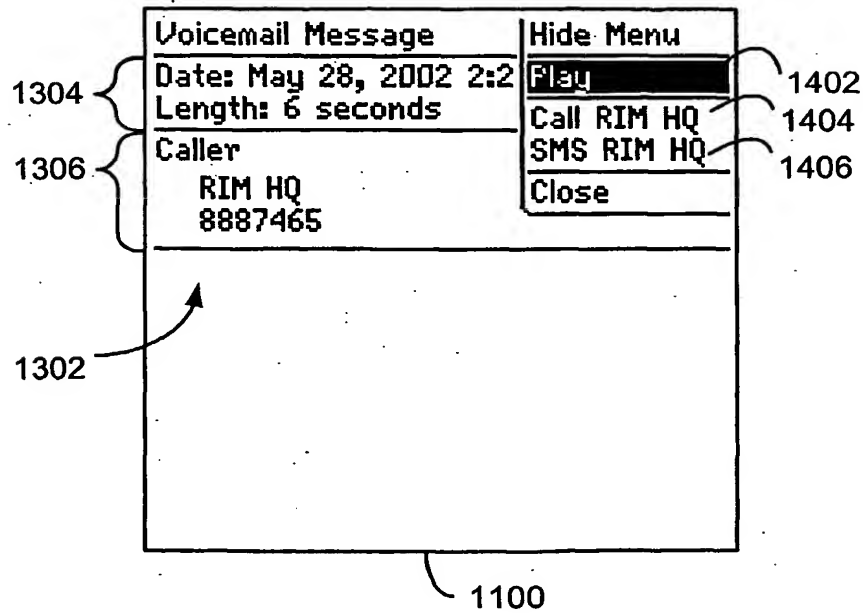 Voicemail Message
Hide Menu
Date: May 28, 2002 2:2
Play
Length: 6 seconds
Call RIM HQ
SMS RIM HQ
Close
Caller
RIM HQ
8887465
1304
1306
1302
1402
1404
1406
1100